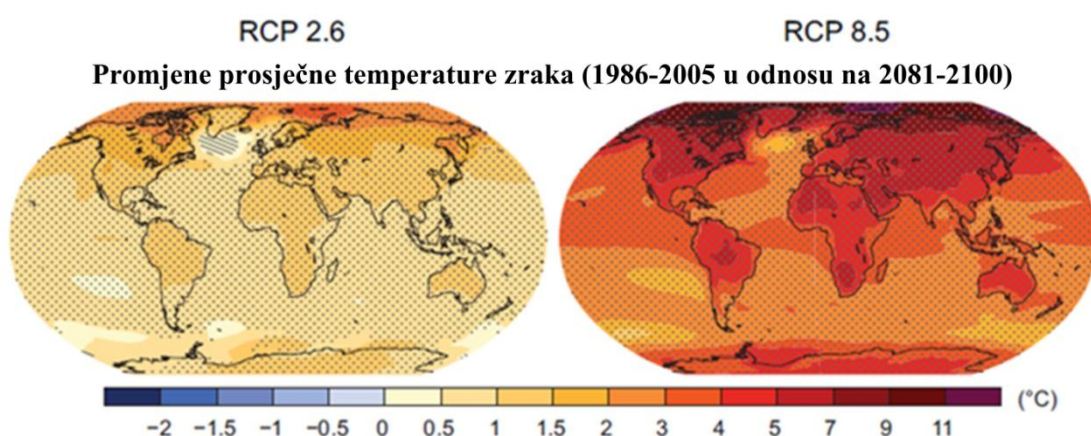 RCP 2.6 RCP 8.5
Promjene prosječne temperature zraka (1986-2005 u odnosu na 2081-2100)
−2 −1.5 −1 −0.5 0 0.5 1 1.5 2 3 4 5 7 9 11 (°C)